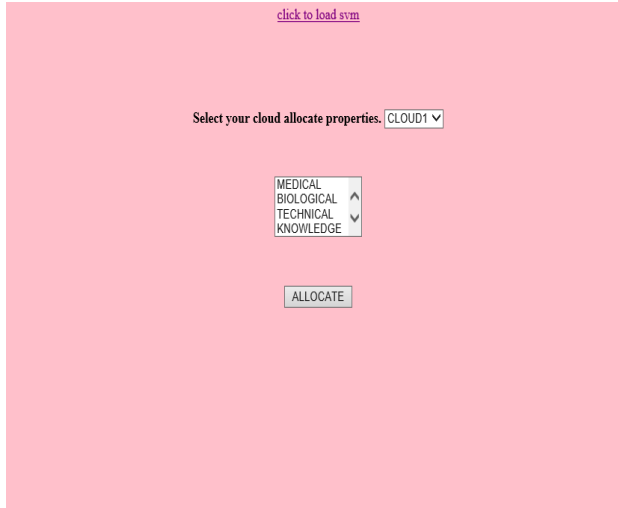 click to load svm
Select your cloud allocate properties. CLOUD1
MEDICAL
BIOLOGICAL
TECHNICAL
KNOWLEDGE
ALLOCATE